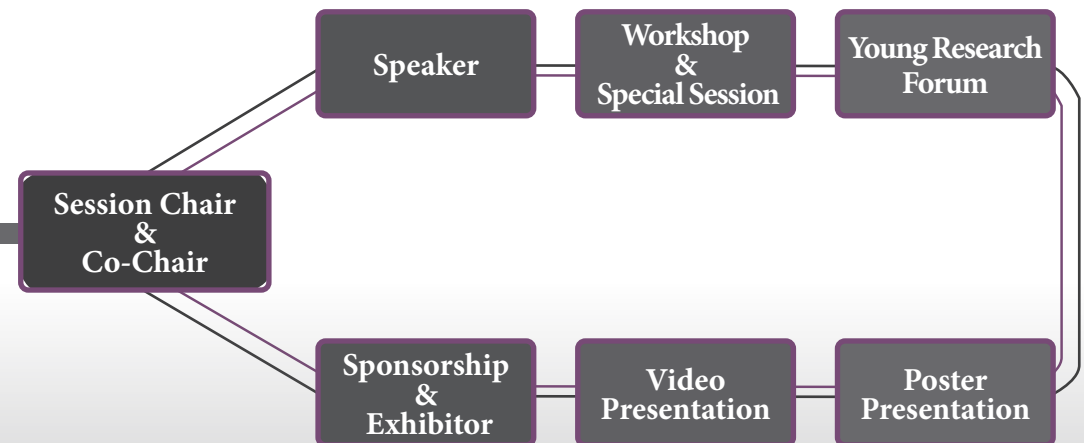 Speaker
Workshop
&
Special Session
Young Research
Forum
Session Chair
&
Co-Chair
Sponsorship
&
Exhibitor
Video
Presentation
Poster
Presentation